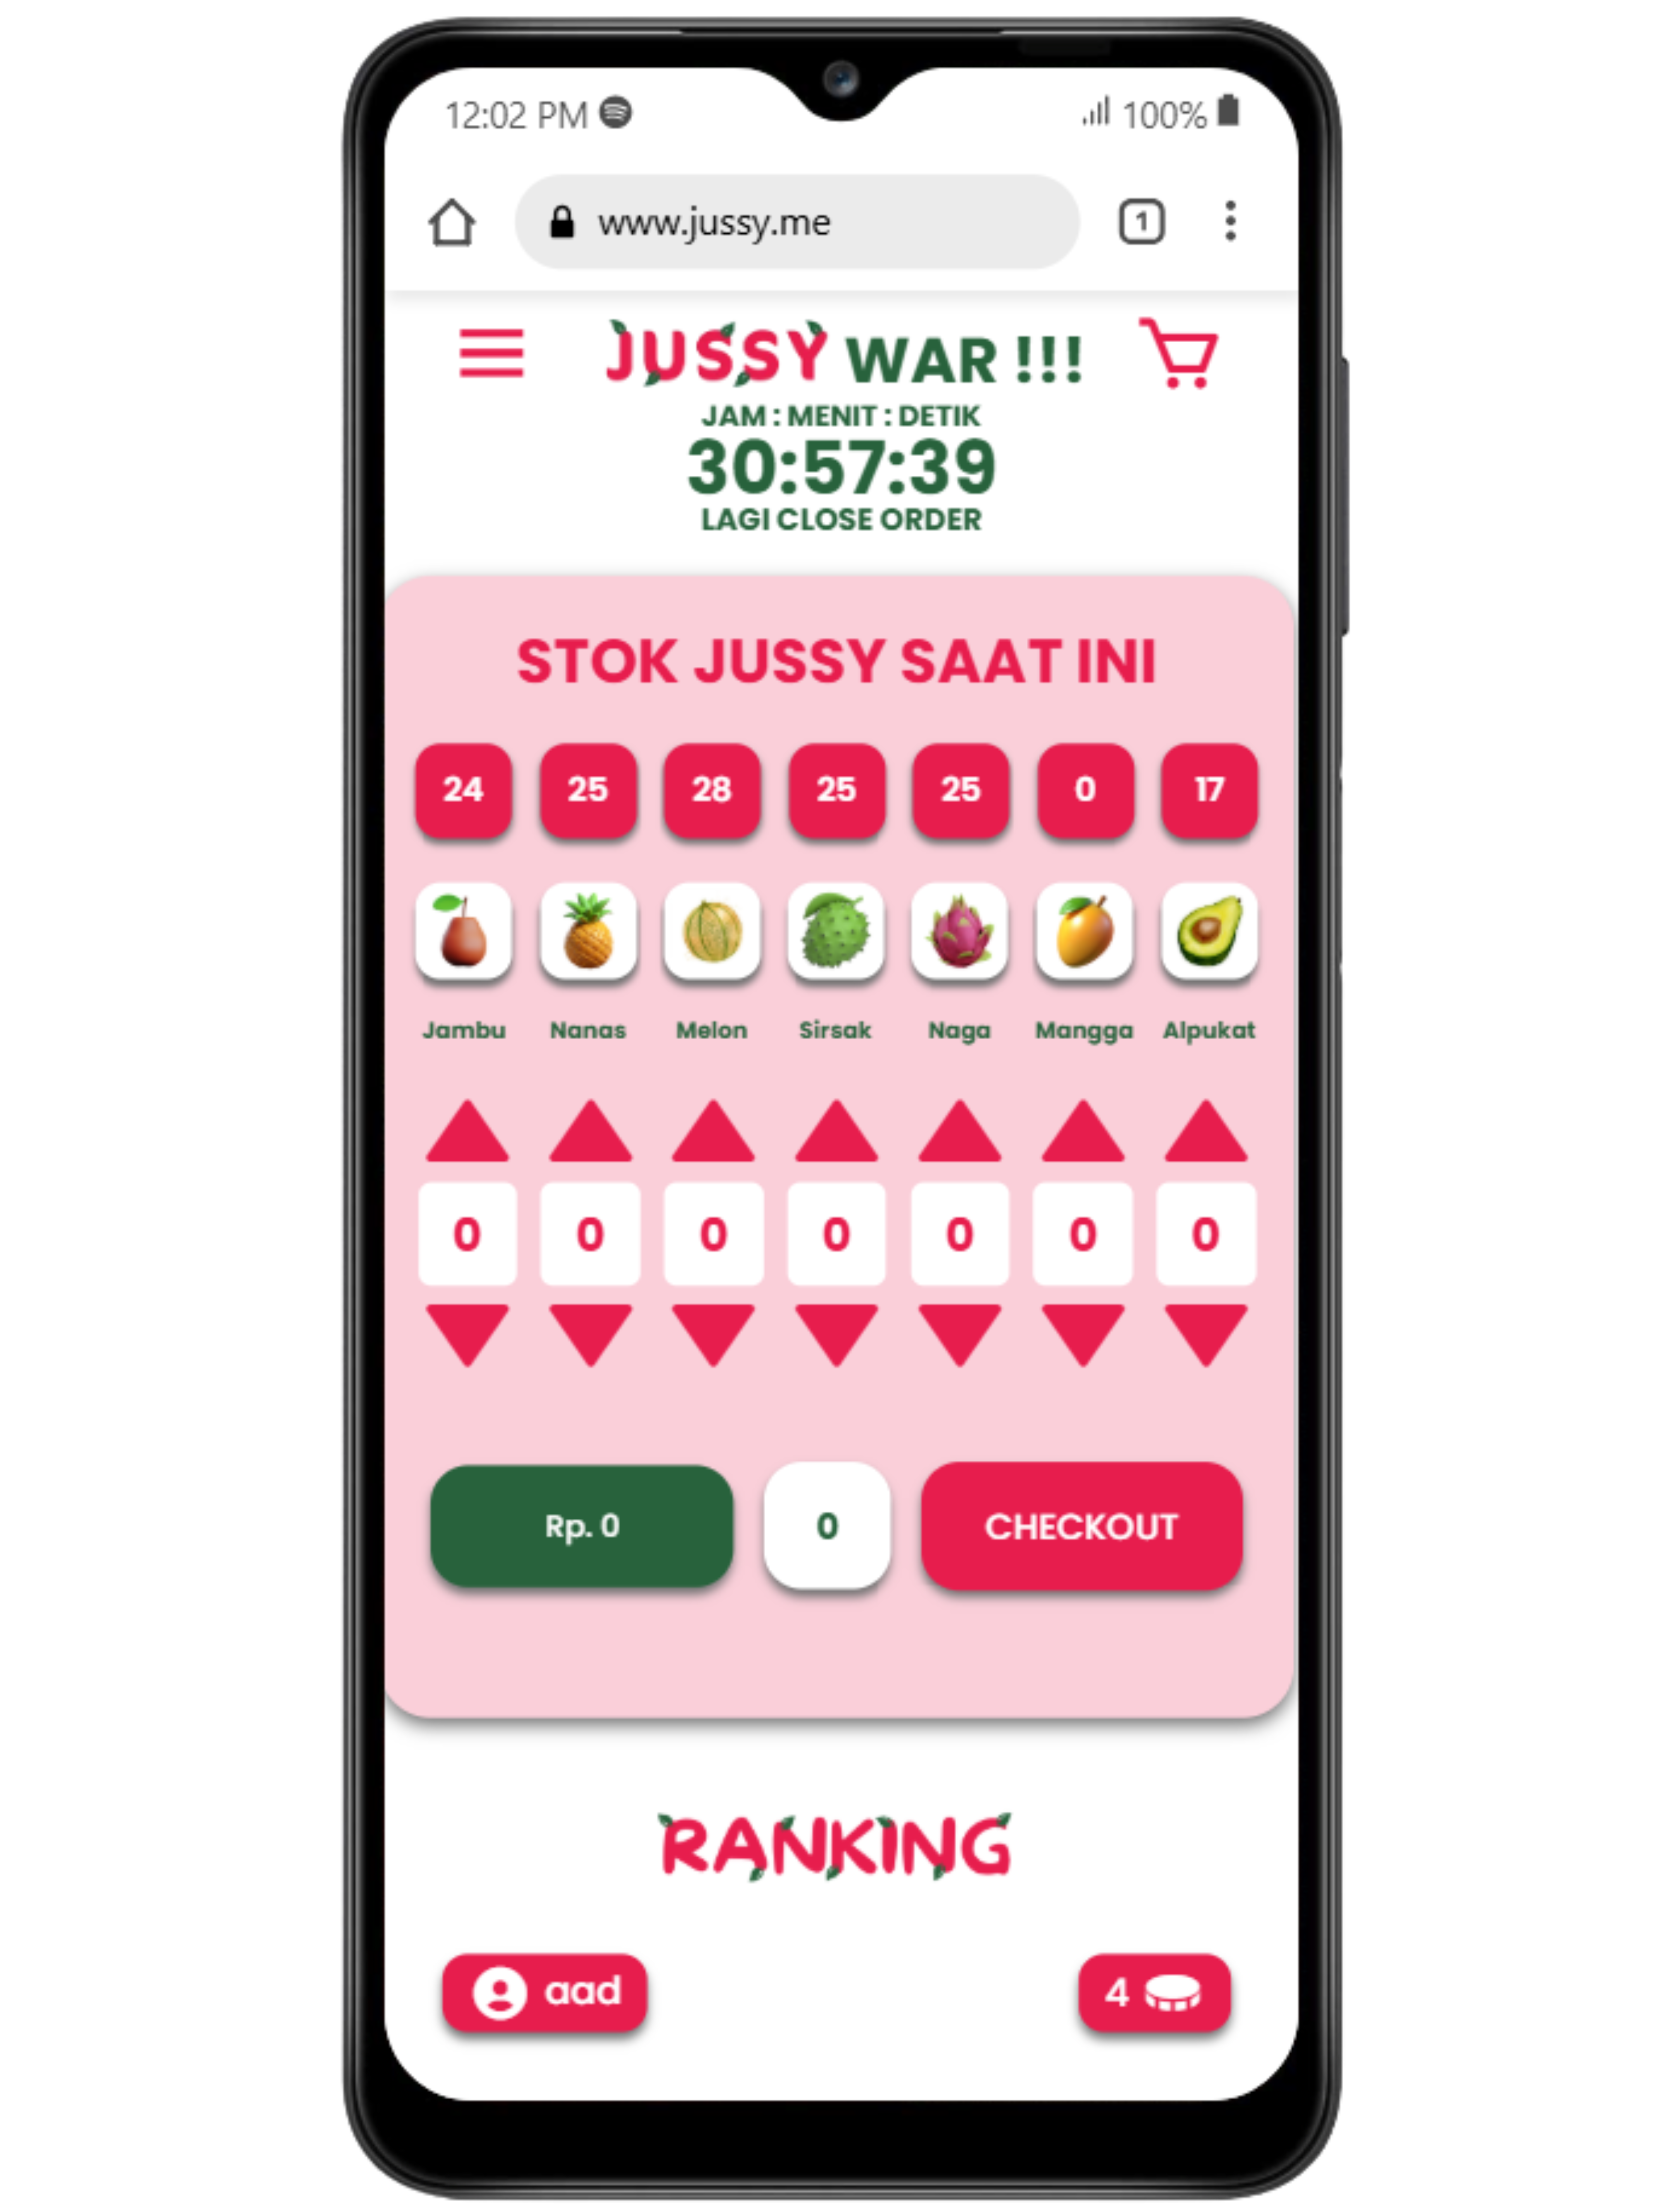 12:02 PM 100%
www.jussy.me 1
JUSSY WAR !!!
JAM : MENIT : DETIK
30:57:39
LAGI CLOSE ORDER
STOK JUSSY SAAT INI
24 25 28 25 25 0 17
Jambu Nanas Melon Sirsak Naga Mangga Alpukat
0 0 0 0 0 0 0
Rp. 0 0 CHECKOUT
RANKING
aad 4